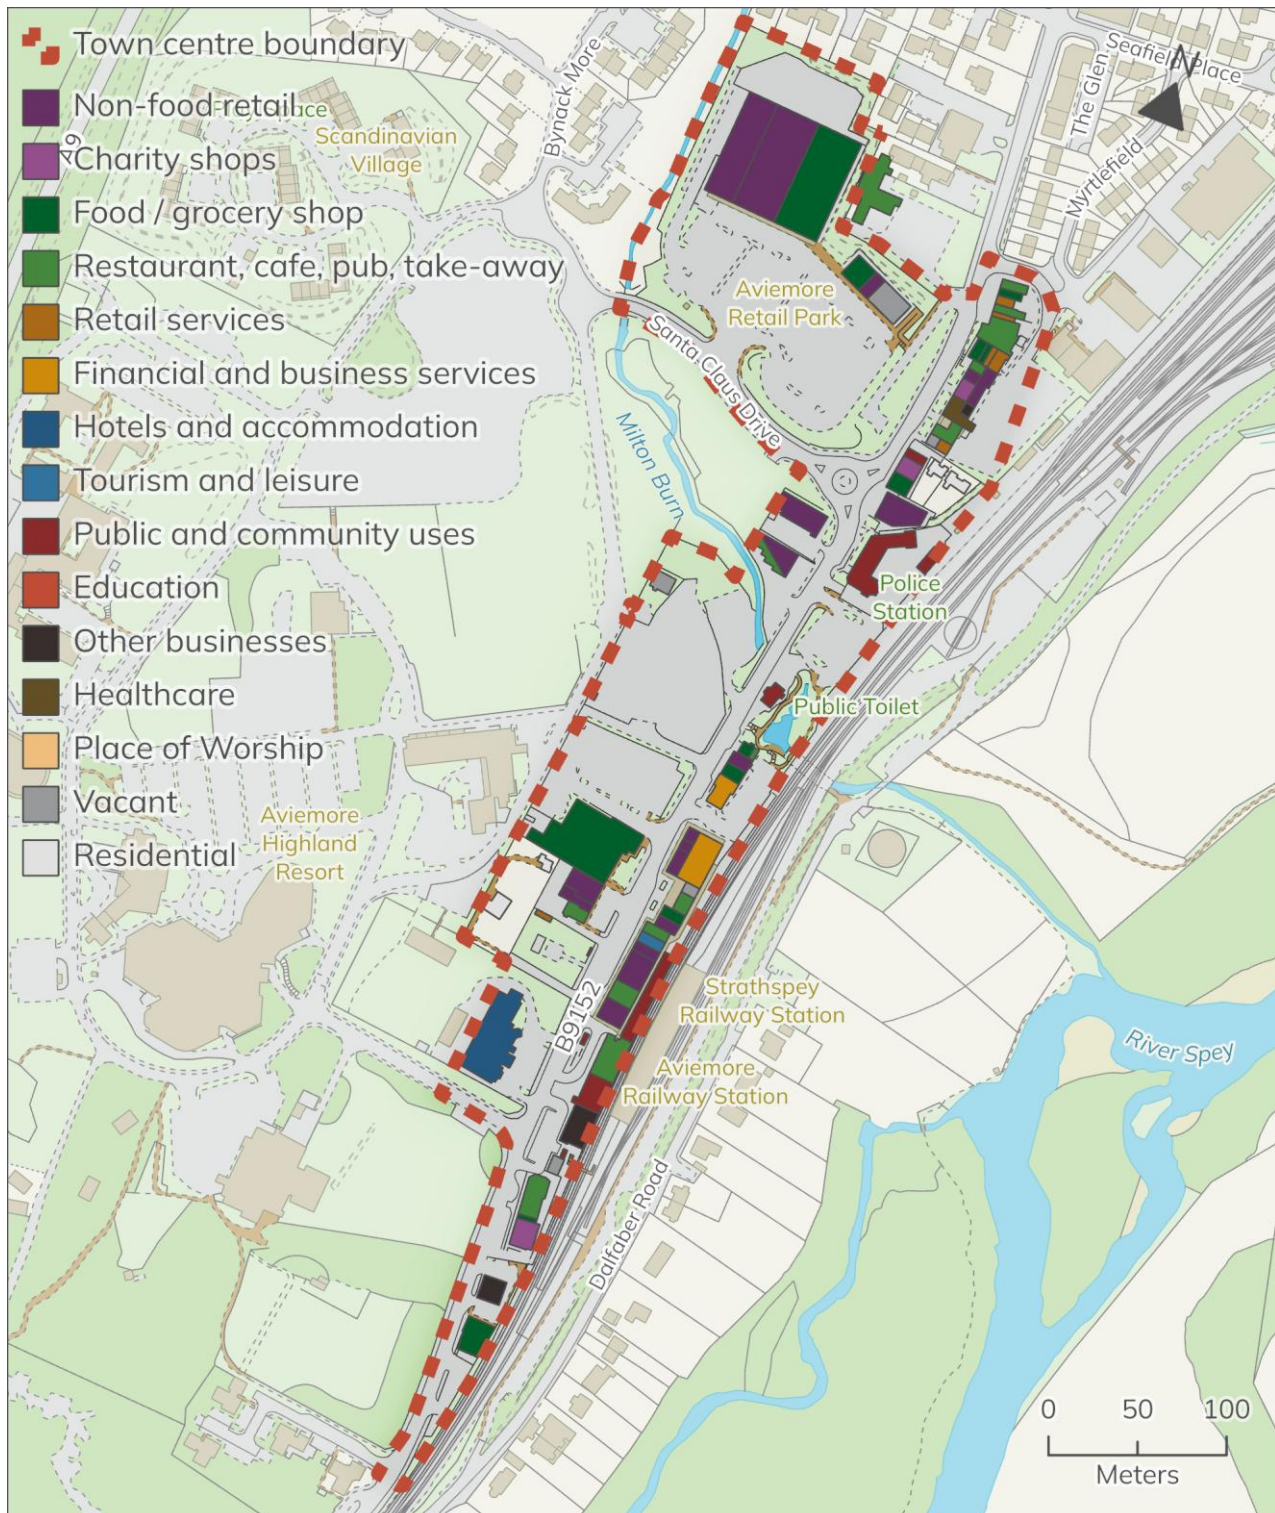 Town centre boundary
Non-food retail
Charity shops
Food / grocery shop
Restaurant, cafe, pub, take-away
Retail services
Financial and business services
Hotels and accommodation
Tourism and leisure
Public and community uses
Education
Other businesses
Healthcare
Place of Worship
Vacant
Residential
A9
Scandinavian
Village
Bynack More
Seafield Place
N
The Glen
Myrtlefield
Aviemore
Retail Park
Santa Claus Drive
Milton Burn
Police
Station
Public Toilet
Aviemore
Highland
Resort
B9152
Strathspey
Railway Station
Aviemore
Railway Station
River Spey
Dalfaber Road
0 50 100
Meters